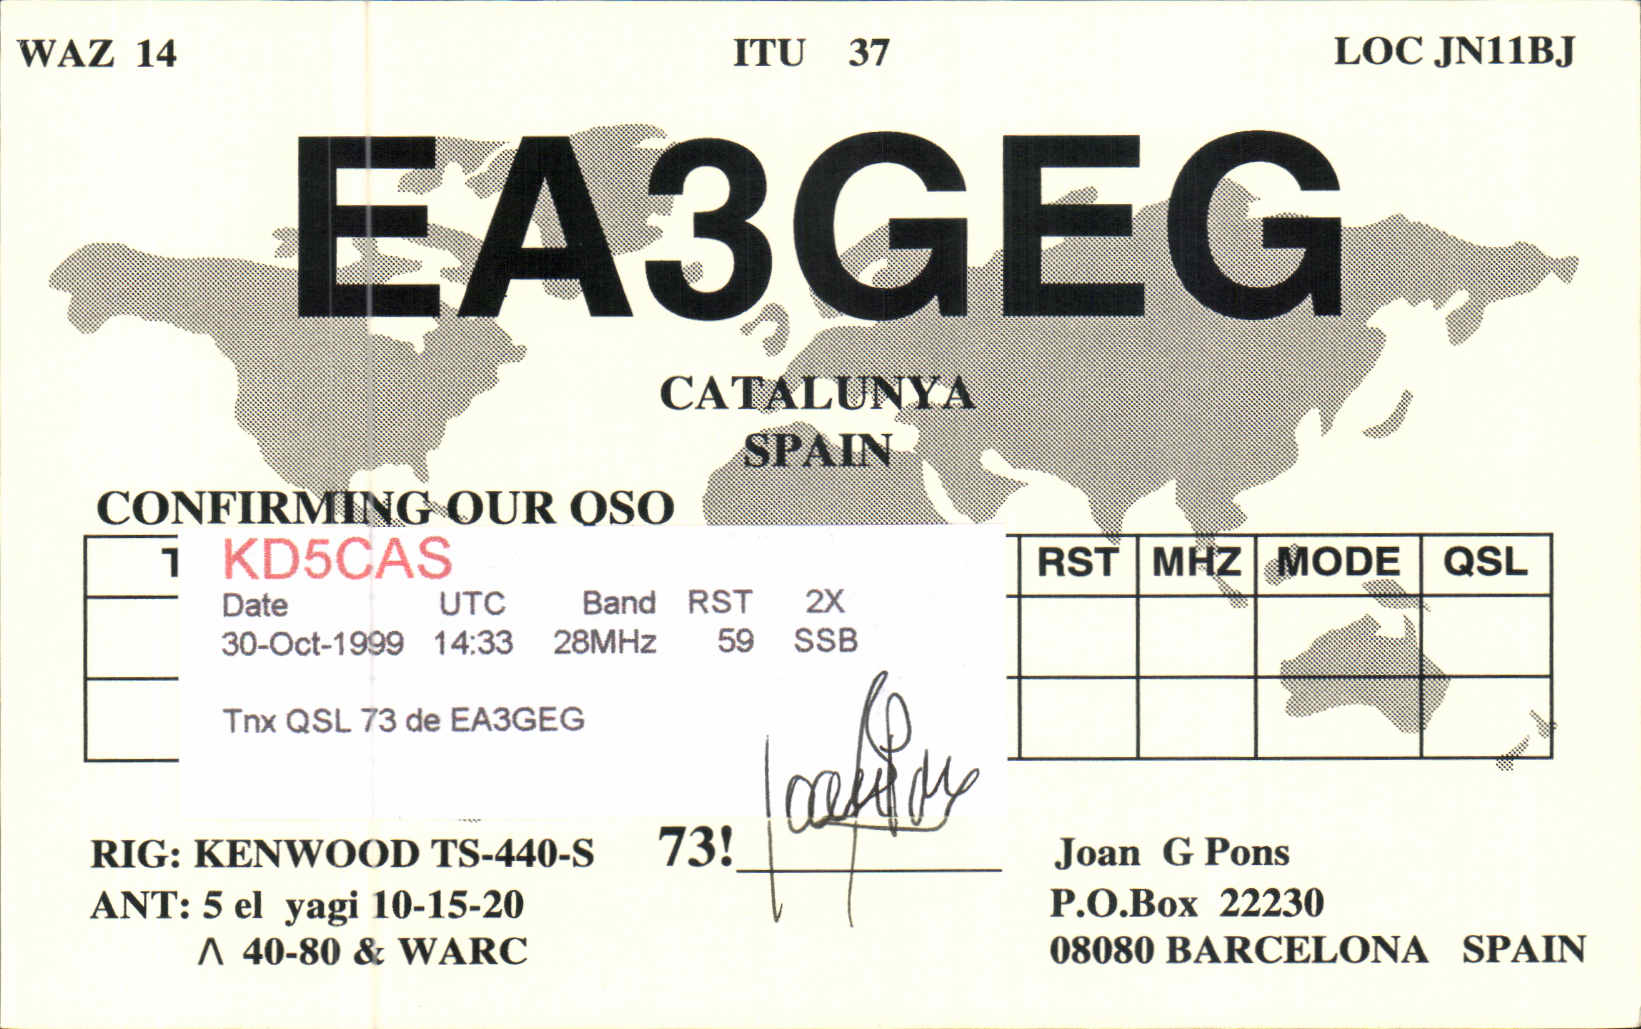 WAZ 14 ITU 37 LOC JN11BJ
EA3GEG
CATALUNYA
SPAIN
CONFIRMING OUR QSO
RST MHZ MODE QSL
KD5CAS
Date UTC Band RST 2X
30-Oct-1999 14:33 28MHz 59 SSB
Tnx QSL 73 de EA3GEG
RIG: KENWOOD TS-440-S 73! Joan G Pons
ANT: 5 el yagi 10-15-20 P.O.Box 22230
Λ 40-80 & WARC 08080 BARCELONA SPAIN